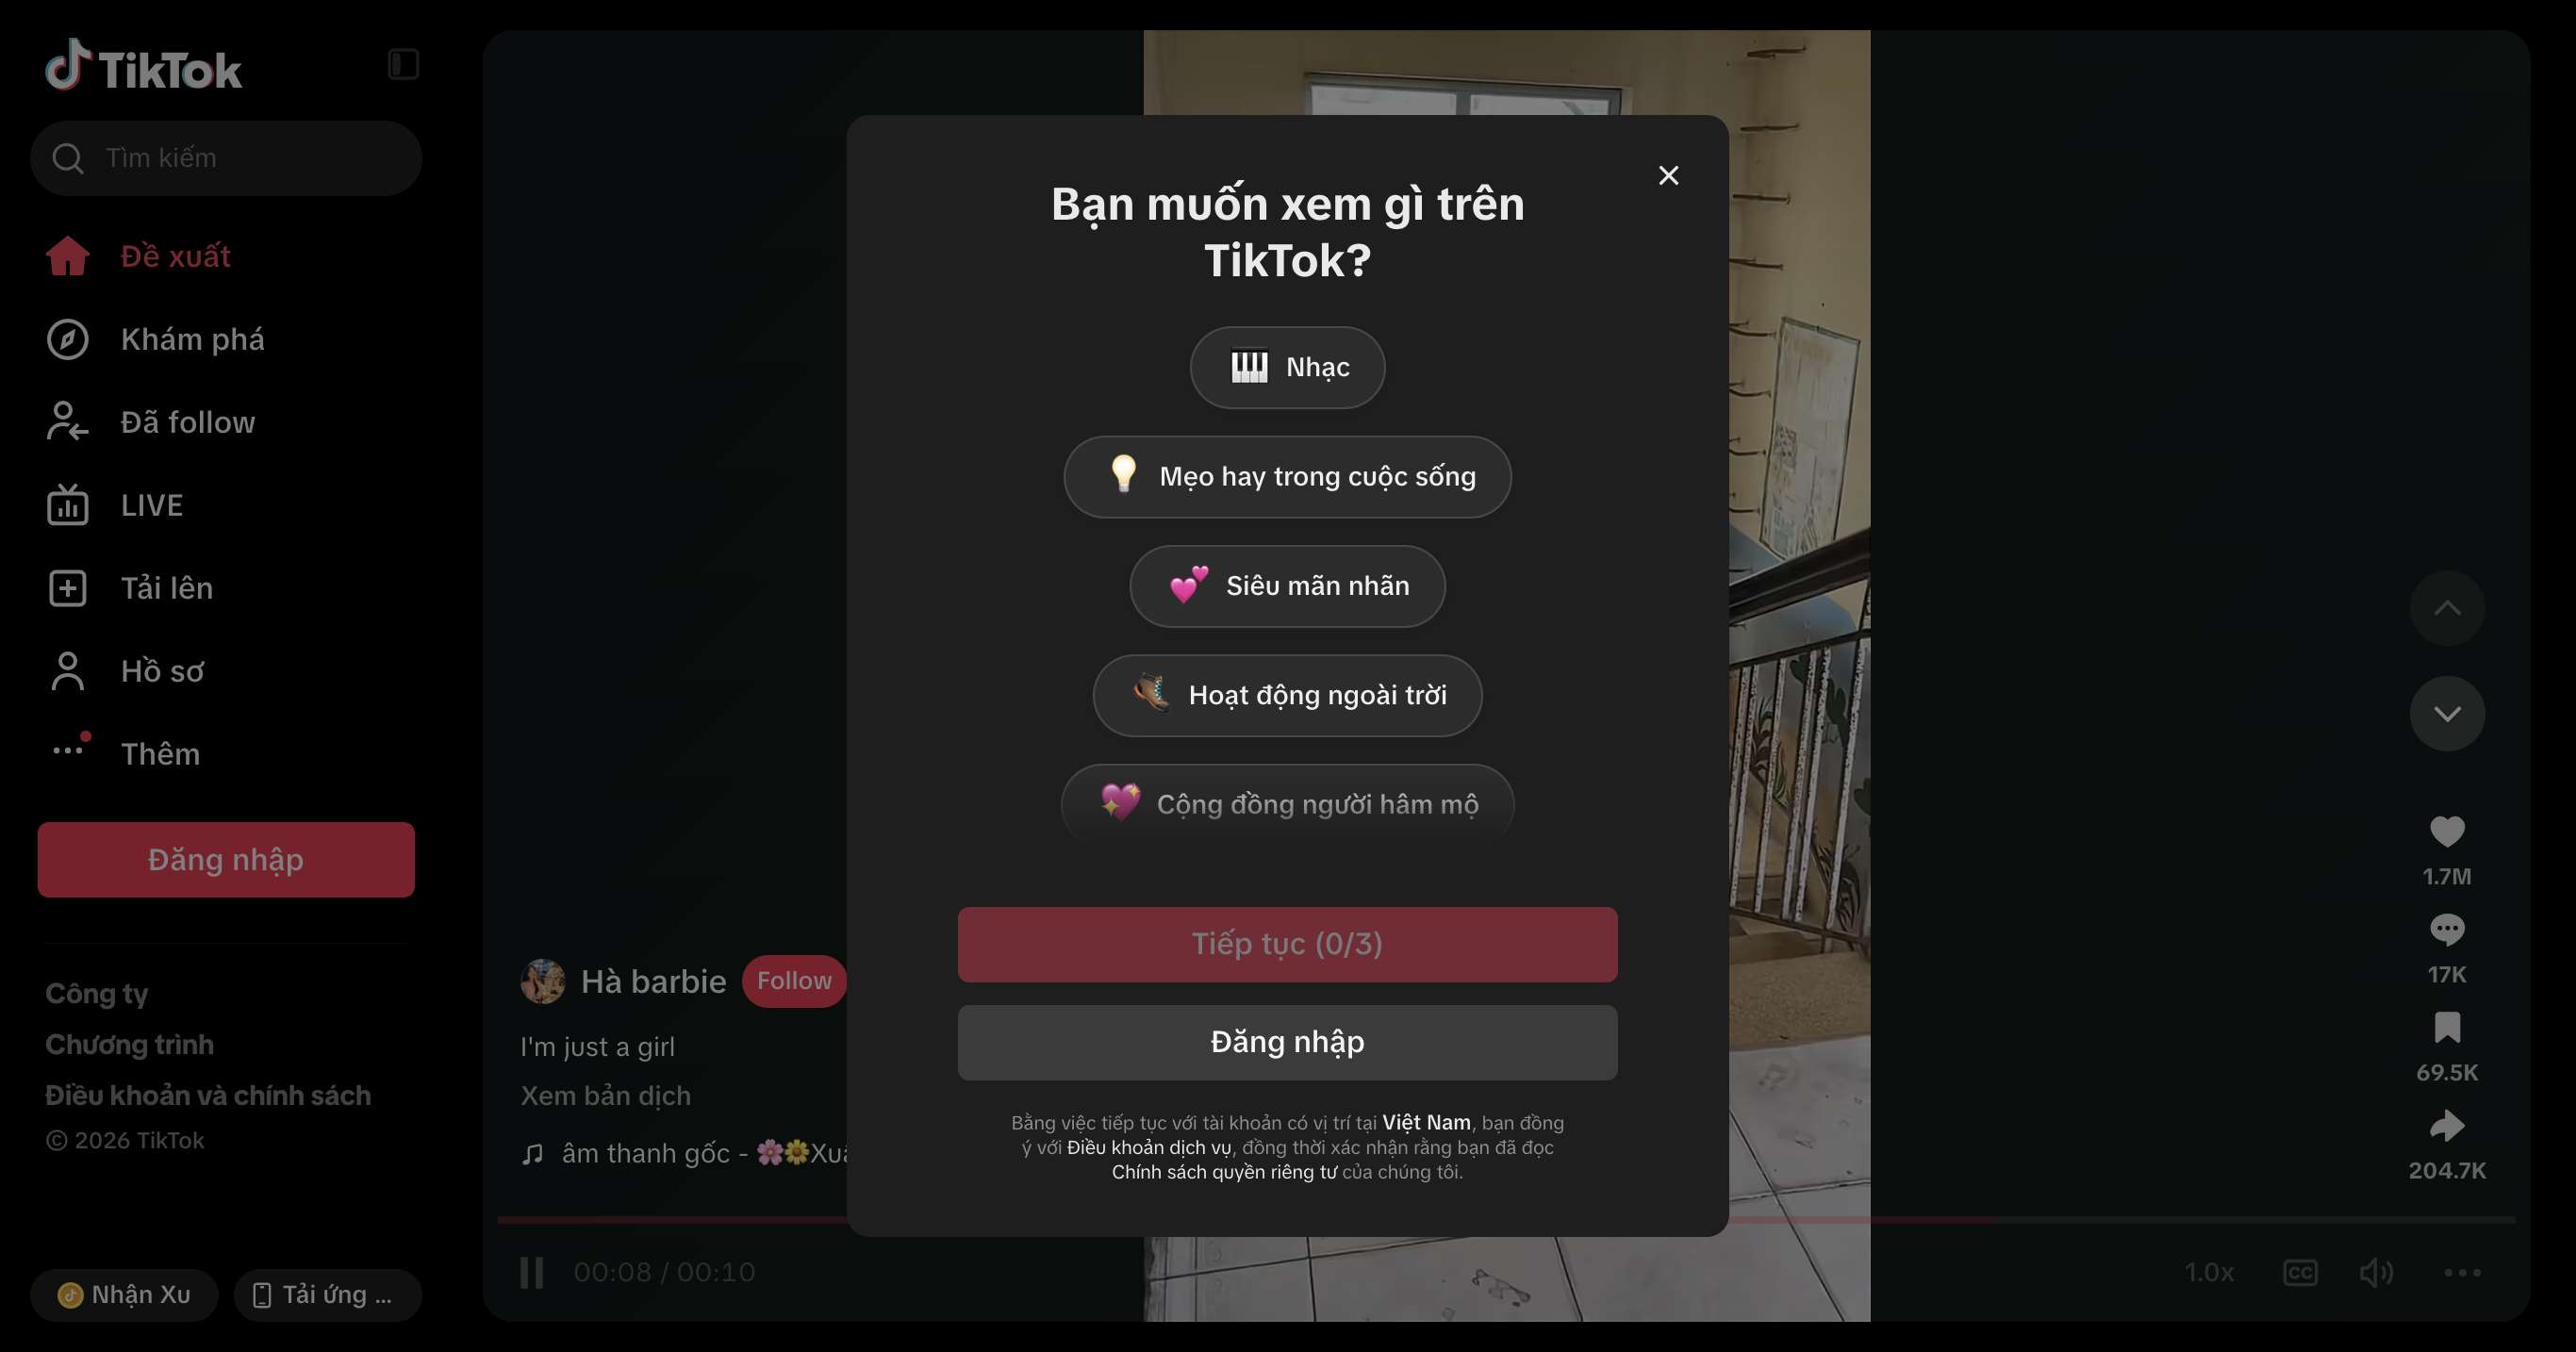 TikTok
Tìm kiếm
Đề xuất
Khám phá
Đã follow
LIVE
Tải lên
Hồ sơ
Thêm
Đăng nhập
Công ty
Chương trình
Điều khoản và chính sách
© 2026 TikTok
Nhận Xu
Tải ứng ...
Hà barbie
Follow
I'm just a girl
Xem bản dịch
âm thanh gốc - 🌸🌼Xuâ
00:08 / 00:10
Bạn muốn xem gì trên
TikTok?
🎹 Nhạc
💡 Mẹo hay trong cuộc sống
💕 Siêu mãn nhãn
🥾 Hoạt động ngoài trời
💖 Cộng đồng người hâm mộ
Tiếp tục (0/3)
Đăng nhập
Bằng việc tiếp tục với tài khoản có vị trí tại Việt Nam, bạn đồng
ý với Điều khoản dịch vụ, đồng thời xác nhận rằng bạn đã đọc
Chính sách quyền riêng tư của chúng tôi.
1.7M
17K
69.5K
204.7K
1.0x
CC